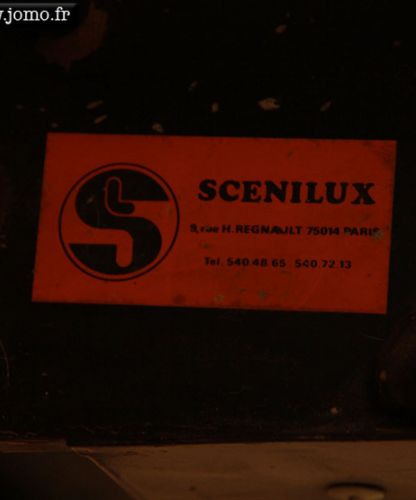 .jomo.fr
SCENILUX
9, rue H. REGNAULT 75014 PARIS
Tel. 540.48 65 540.72.13